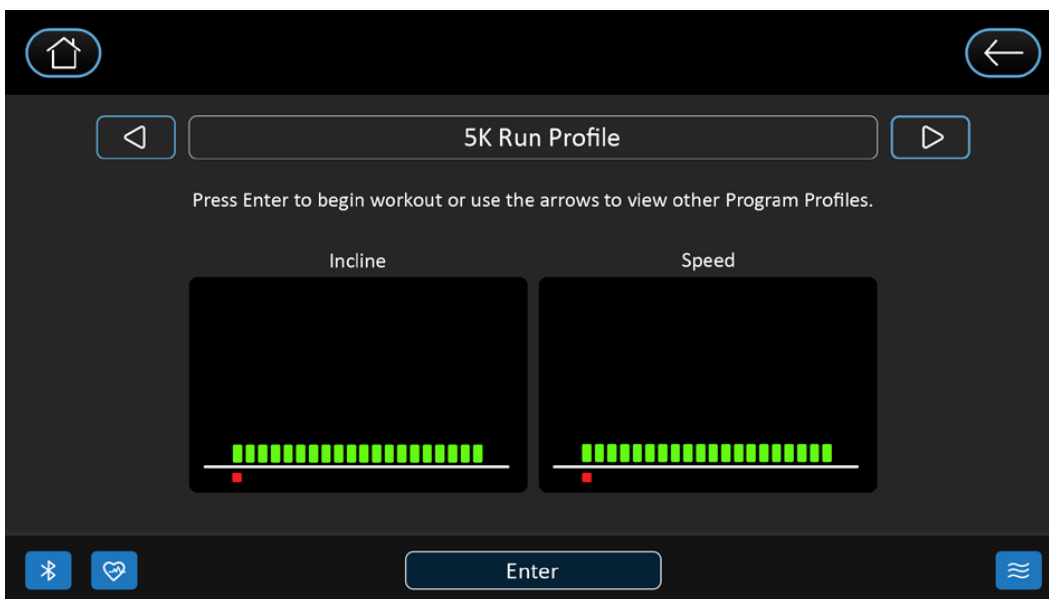 5K Run Profile
Press Enter to begin workout or use the arrows to view other Program Profiles.
Incline
Speed
Enter